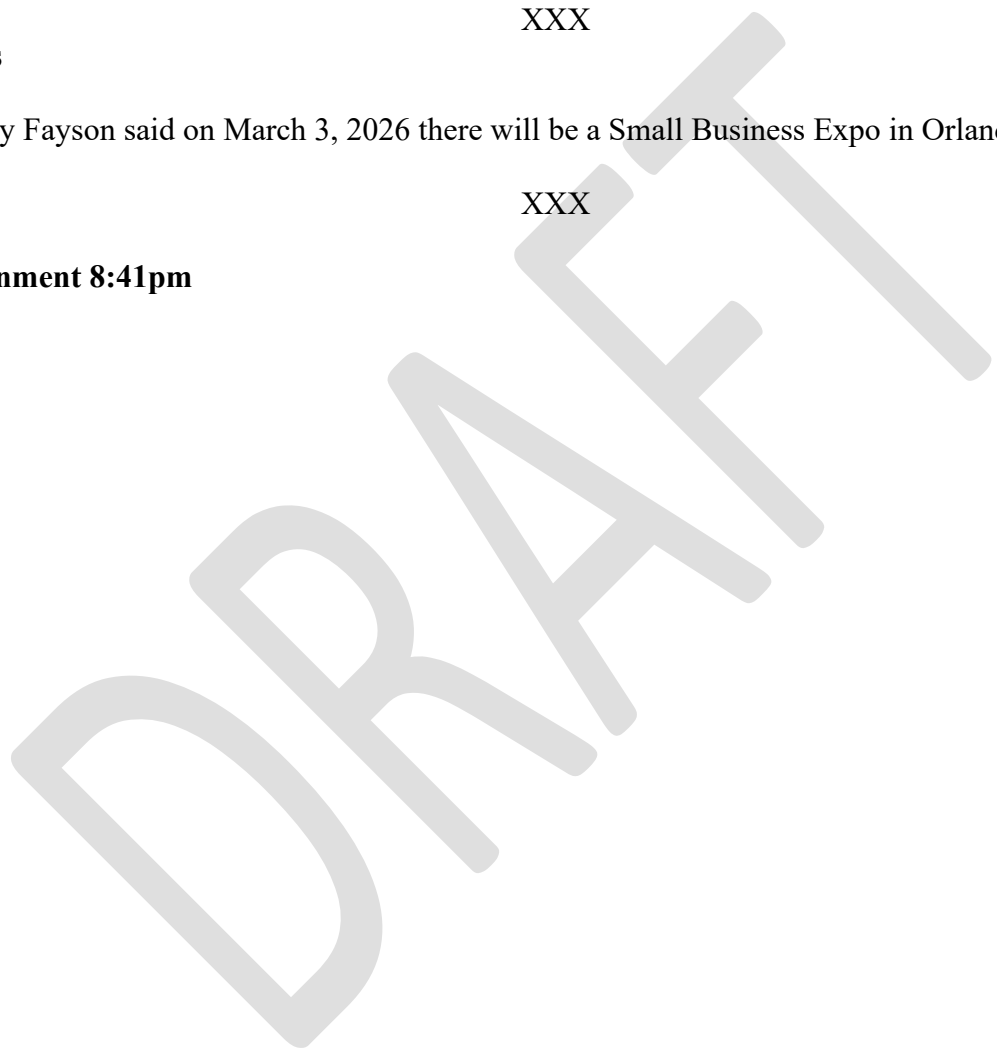 XXX
s
y Fayson said on March 3, 2026 there will be a Small Business Expo in Orlan
XXX
nment 8:41pm
DRAFT